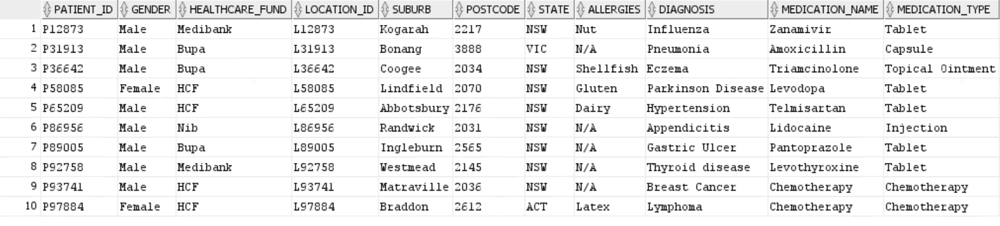 PATIENT_ID GENDER HEALTHCARE_FUND LOCATION_ID SUBURB POSTCODE STATE ALLERGIES DIAGNOSIS MEDICATION_NAME MEDICATION_TYPE
1 P12873 Male Medibank L12873 Kogarah 2217 NSW Nut Influenza Zanamivir Tablet
2 P31913 Male Bupa L31913 Bonang 3888 VIC N/A Pneumonia Amoxicillin Capsule
3 P36642 Male Bupa L36642 Coogee 2034 NSW Shellfish Eczema Triamcinolone Topical Ointment
4 P58085 Female HCF L58085 Lindfield 2070 NSW Gluten Parkinson Disease Levodopa Tablet
5 P65209 Male HCF L65209 Abbotsbury 2176 NSW Dairy Hypertension Telmisartan Tablet
6 P86956 Male Nib L86956 Randwick 2031 NSW N/A Appendicitis Lidocaine Injection
7 P89005 Male Bupa L89005 Ingleburn 2565 NSW N/A Gastric Ulcer Pantoprazole Tablet
8 P92758 Male Medibank L92758 Westmead 2145 NSW N/A Thyroid disease Levothyroxine Tablet
9 P93741 Male HCF L93741 Matraville 2036 NSW N/A Breast Cancer Chemotherapy Chemotherapy
10 P97884 Female HCF L97884 Braddon 2612 ACT Latex Lymphoma Chemotherapy Chemotherapy